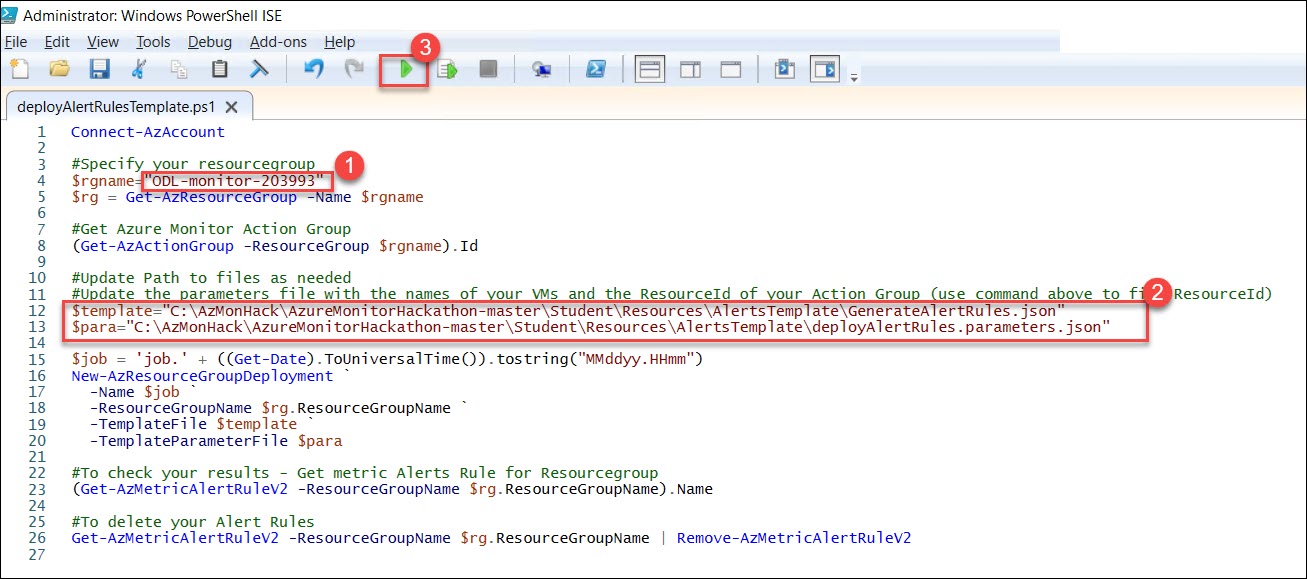 Administrator: Windows PowerShell ISE
File Edit View Tools Debug Add-ons Help
3
deployAlertRulesTemplate.ps1
1 Connect-AzAccount
2
3 #Specify your resourcegroup
1
4 $rgname="ODL-monitor-203993"
5 $rg = Get-AzResourceGroup -Name $rgname
6
7 #Get Azure Monitor Action Group
8 (Get-AzActionGroup -ResourceGroup $rgname).Id
9
10 #Update Path to files as needed
11 #Update the parameters file with the names of your VMs and the ResourceId of your Action Group (use command above to ResourceId)
2
12 $template="C:\AzMonHack\AzureMonitorHackathon-master\Student\Resources\AlertsTemplate\GenerateAlertRules.json"
13 $para="C:\AzMonHack\AzureMonitorHackathon-master\Student\Resources\AlertsTemplate\deployAlertRules.parameters.json"
14
15 $job = 'job.' + ((Get-Date).ToUniversalTime()).tostring("MMddyy.HHmm")
16 New-AzResourceGroupDeployment `
17 -Name $job `
18 -ResourceGroupName $rg.ResourceGroupName `
19 -TemplateFile $template `
20 -TemplateParameterFile $para
21
22 #To check your results - Get metric Alerts Rule for Resourcegroup
23 (Get-AzMetricAlertRuleV2 -ResourceGroupName $rg.ResourceGroupName).Name
24
25 #To delete your Alert Rules
26 Get-AzMetricAlertRuleV2 -ResourceGroupName $rg.ResourceGroupName | Remove-AzMetricAlertRuleV2
27